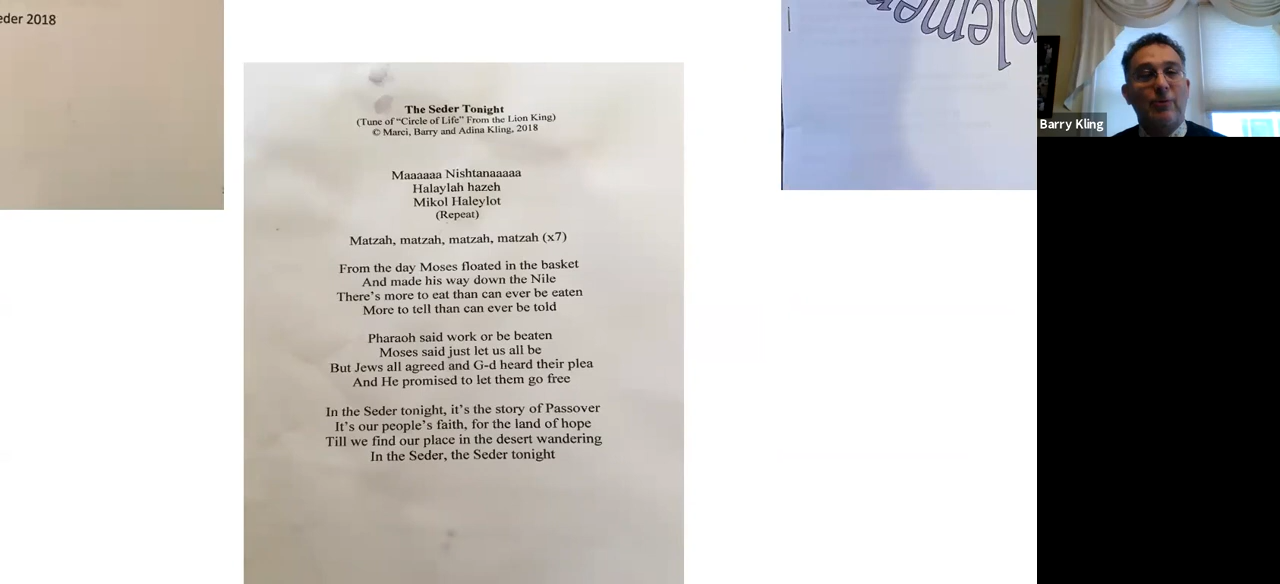 eder 2018
The Seder Tonight
(Tune of "Circle of Life" From the Lion King)
© Marci, Barry and Adina Kling, 2018
Maaaaaa Nishtanaaaaa
Halaylah hazeh
Mikol Haleylot
(Repeat)
Matzah, matzah, matzah, matzah (x7)
From the day Moses floated in the basket
And made his way down the Nile
There's more to eat than can ever be eaten
More to tell than can ever be told
Pharaoh said work or be beaten
Moses said just let us all be
But Jews all agreed and G-d heard their plea
And He promised to let them go free
In the Seder tonight, it's the story of Passover
It's our people's faith, for the land of hope
Till we find our place in the desert wandering
In the Seder, the Seder tonight
Barry Kling